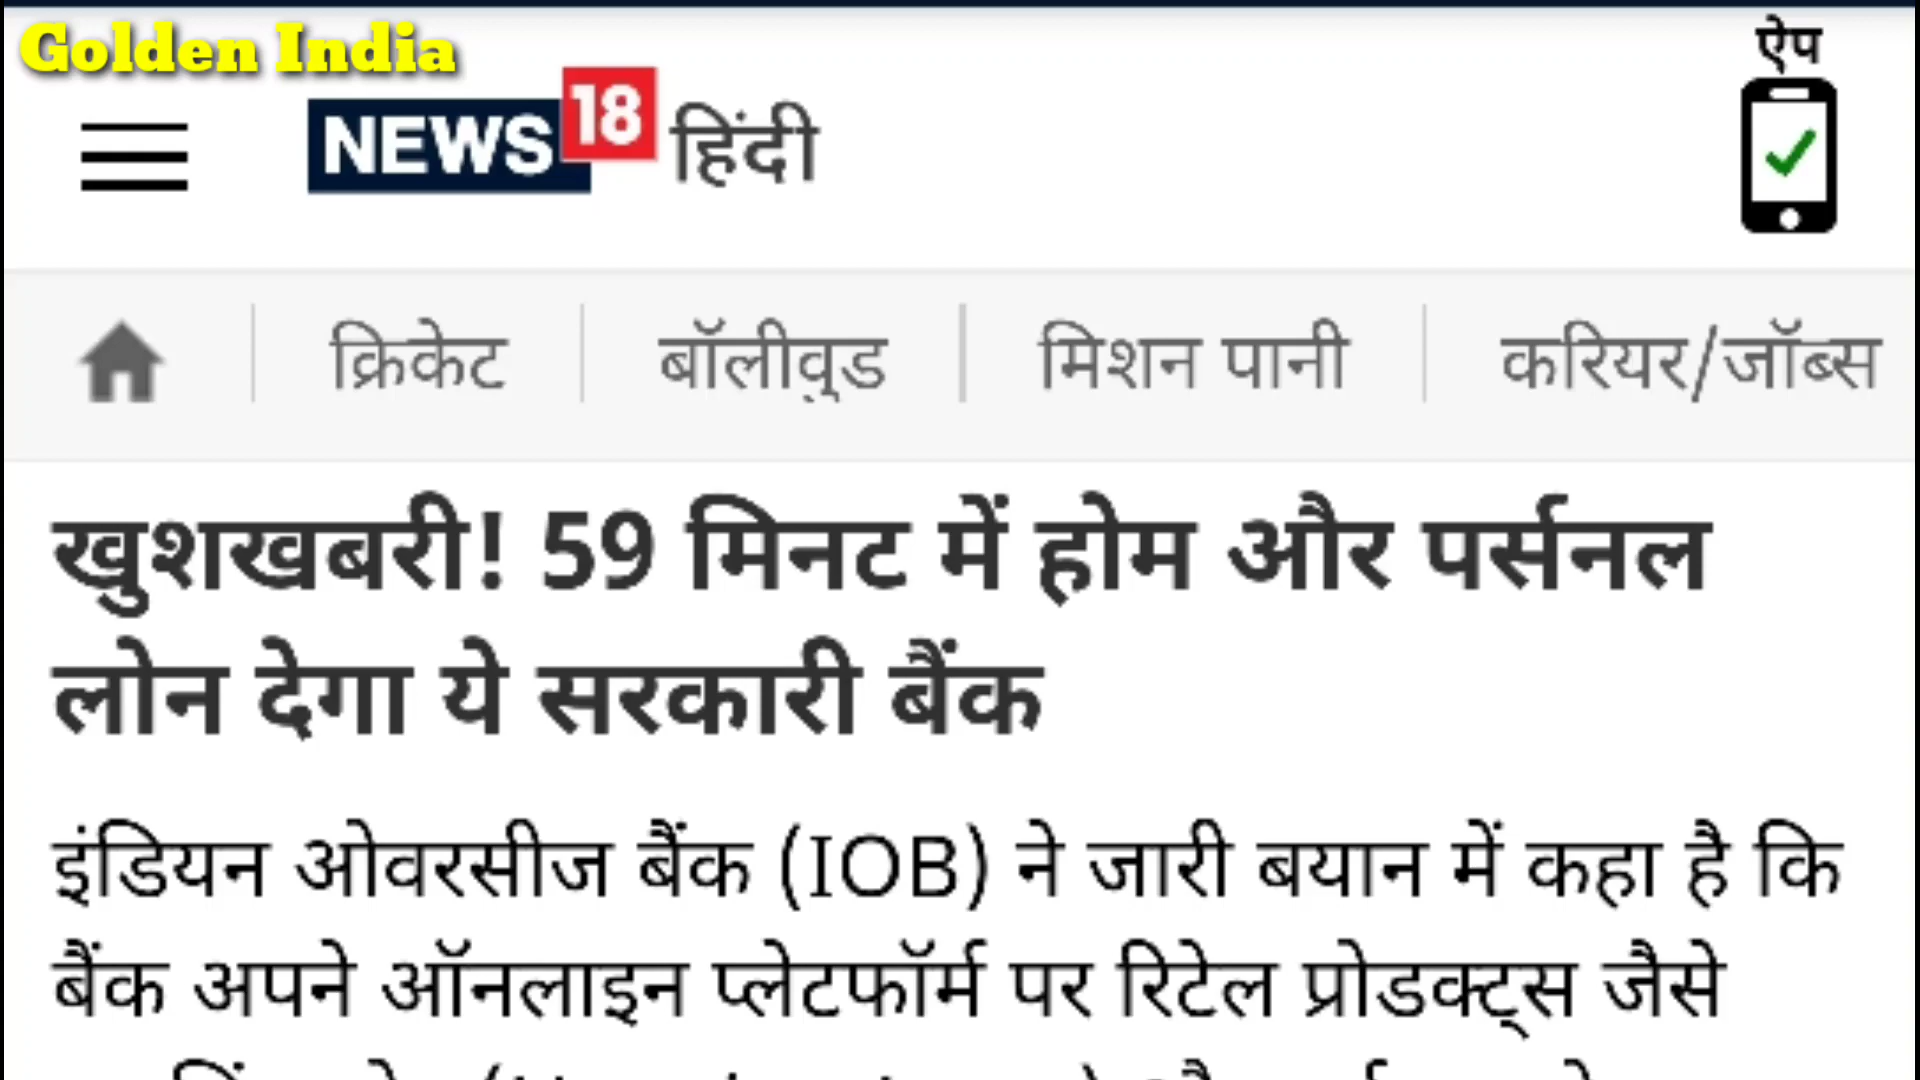 Golden India
ऐप
NEWS18 हिंदी
क्रिकेट बॉलीवुड मिशन पानी करियर/जॉब्स
खुशखबरी! 59 मिनट में होम और पर्सनल
लोन देगा ये सरकारी बैंक
इंडियन ओवरसीज बैंक (IOB) ने जारी बयान में कहा है कि
बैंक अपने ऑनलाइन प्लेटफॉर्म पर रिटेल प्रोडक्ट्स जैसे